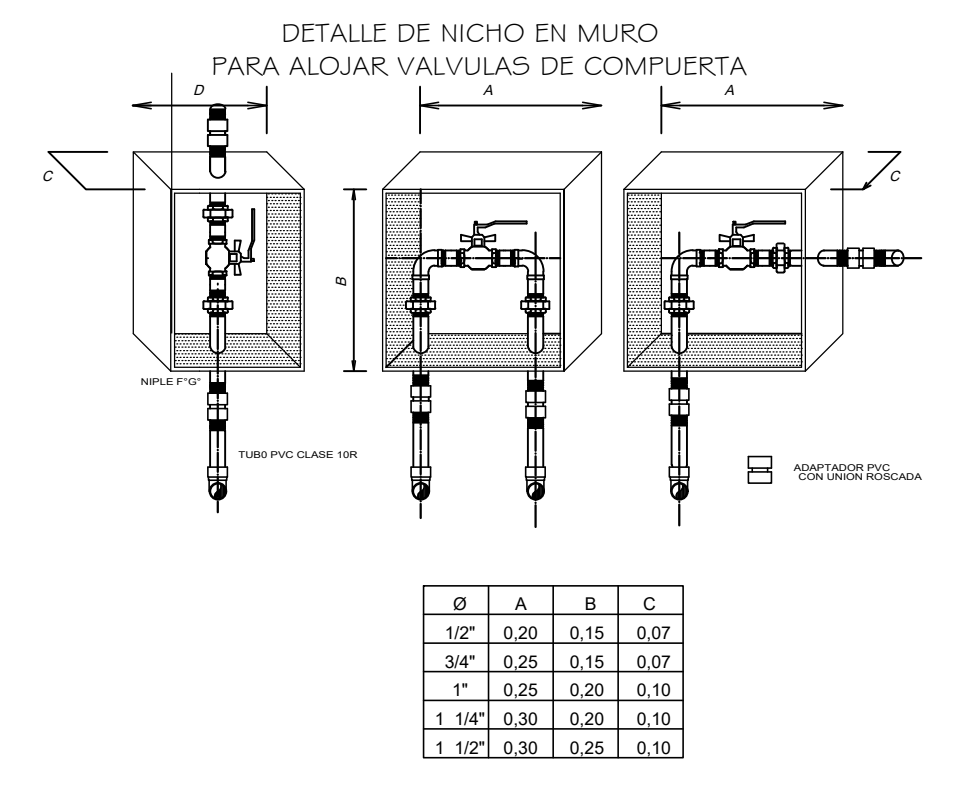 DETALLE DE NICHO EN MURO
PARA ALOJAR VALVULAS DE COMPUERTA
D
A
A
C
C
B
NIPLE F°G°
TUB0 PVC CLASE 10R
ADAPTADOR PVC
CON UNION ROSCADA
Ø A B C
1/2" 0,20 0,15 0,07
3/4" 0,25 0,15 0,07
1" 0,25 0,20 0,10
1 1/4" 0,30 0,20 0,10
1 1/2" 0,30 0,25 0,10